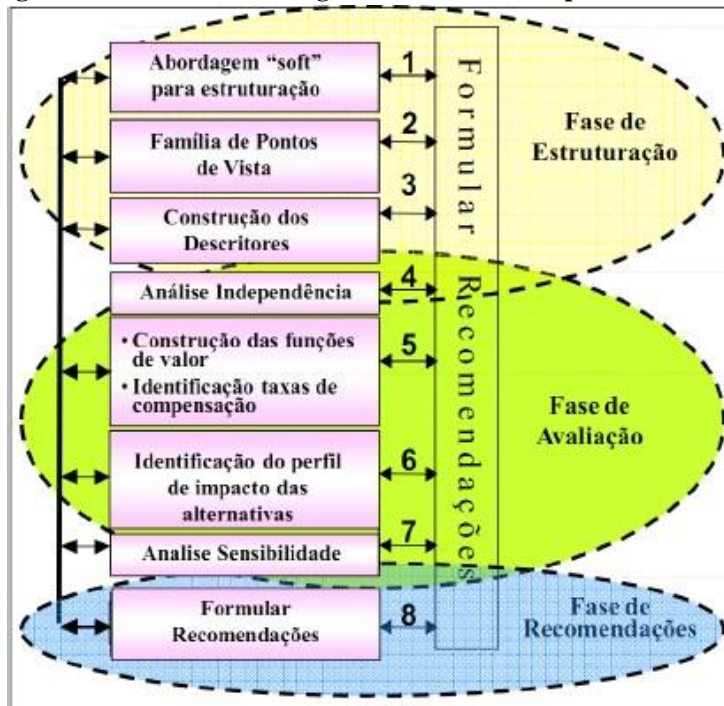 Abordagem “soft”
para estruturação
1
Família de Pontos
de Vista
2
Construção dos
Descritores
3
Fase de
Estruturação
Análise Independência
4
• Construção das funções
de valor
• Identificação taxas de
compensação
5
Identificação do perfil
de impacto das
alternativas
6
Analise Sensibilidade
7
Fase de
Avaliação
Formular
Recomendações
8
Fase de
Recomendações
Formular Recomendações